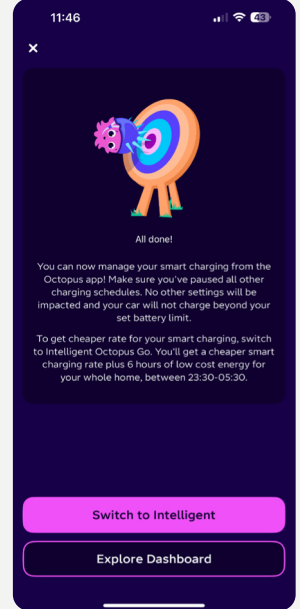 11:46
43
All done!
You can now manage your smart charging from the
Octopus app! Make sure you've paused all other
charging schedules. No other settings will be
impacted and your car will not charge beyond your
set battery limit.
To get cheaper rate for your smart charging, switch
to Intelligent Octopus Go. You'll get a cheaper smart
charging rate plus 6 hours of low cost energy for
your whole home, between 23:30-05:30.
Switch to Intelligent
Explore Dashboard